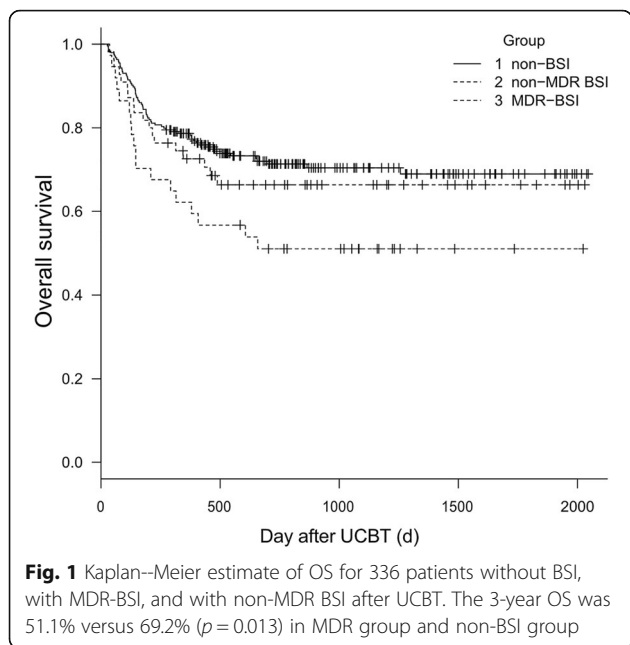 Group
1 non-BSI
2 non-MDR BSI
3 MDR-BSI
1.0
0.8
0.6
0.4
0.2
0.0
Overall survival
0 500 1000 1500 2000
Day after UCBT (d)
Fig. 1 Kaplan--Meier estimate of OS for 336 patients without BSI,
with MDR-BSI, and with non-MDR BSI after UCBT. The 3-year OS was
51.1% versus 69.2% (p = 0.013) in MDR group and non-BSI group